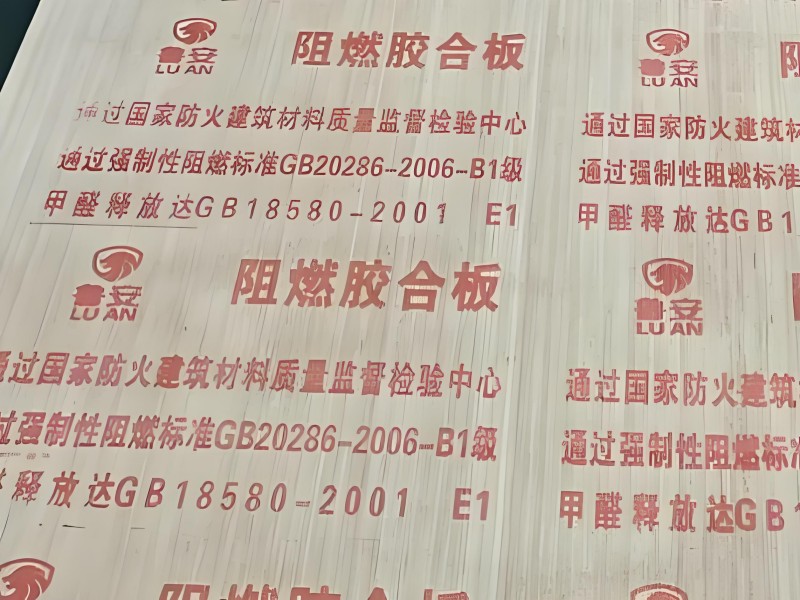 鲁安
LU AN
阻燃胶合板
通过国家防火建筑材料质量监督检验中心
通过强制性阻燃标准GB20286-2006-B1级
甲醛释放达GB18580-2001 E1
鲁安
LU AN
通过国家防火建筑材
通过强制性阻燃标准
甲醛释放达GB1
鲁安
LU AN
阻燃胶合板
通过国家防火建筑材料质量监督检验中心
过强制性阻燃标准GB20286-2006-B1级
释放达GB18580-2001 E1
鲁安
LU AN
通过国家防火建筑
通过强制性阻燃标
甲醛释放达GB
阻燃胶合板